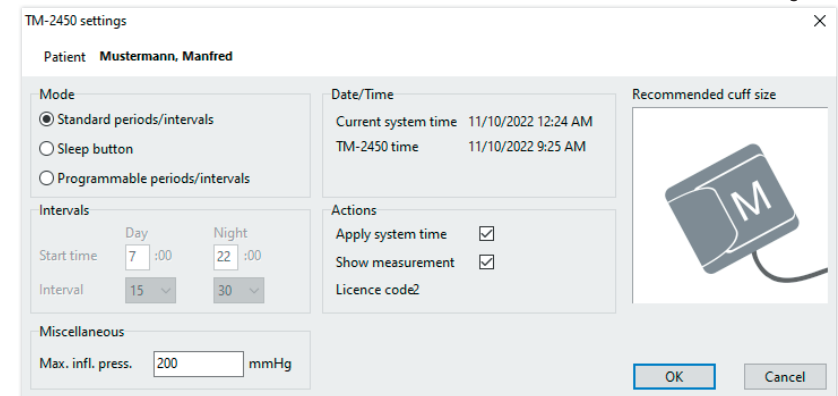 TM-2450 settings
Patient Mustermann, Manfred
Mode
Standard periods/intervals
Sleep button
Programmable periods/intervals
Date/Time
Current system time 11/10/2022 12:24 AM
TM-2450 time 11/10/2022 9:25 AM
Recommended cuff size
M
Intervals
Day Night
Start time 7 :00 22 :00
Interval 15 30
Actions
Apply system time
Show measurement
Licence code2
Miscellaneous
Max. infl. press. 200 mmHg
OK Cancel